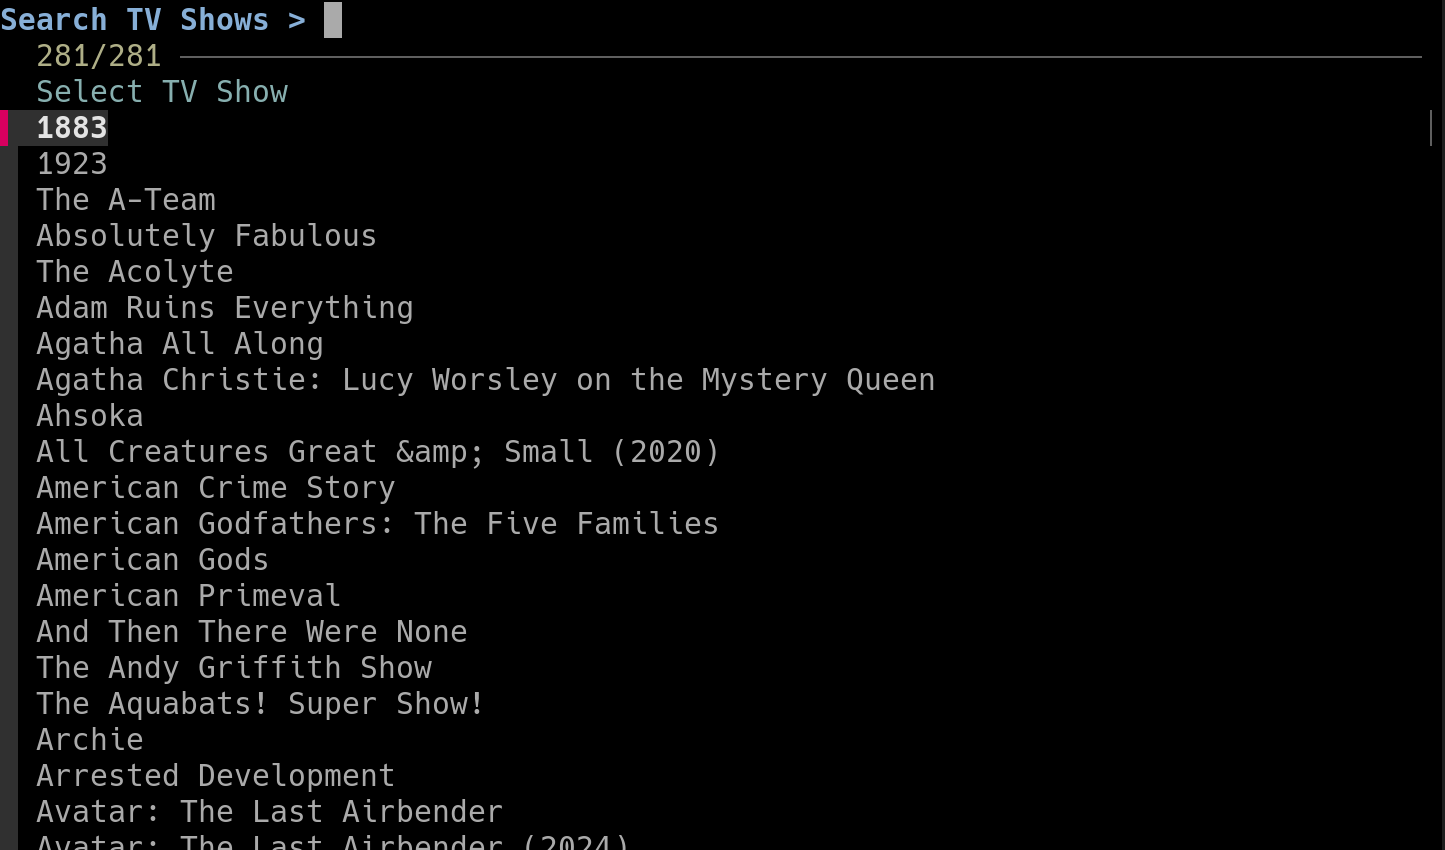 Search TV Shows >
281/281
Select TV Show
1883
1923
The A-Team
Absolutely Fabulous
The Acolyte
Adam Ruins Everything
Agatha All Along
Agatha Christie: Lucy Worsley on the Mystery Queen
Ahsoka
All Creatures Great &amp; Small (2020)
American Crime Story
American Godfathers: The Five Families
American Gods
American Primeval
And Then There Were None
The Andy Griffith Show
The Aquabats! Super Show!
Archie
Arrested Development
Avatar: The Last Airbender
Avatar: The Last Airbender (2024)